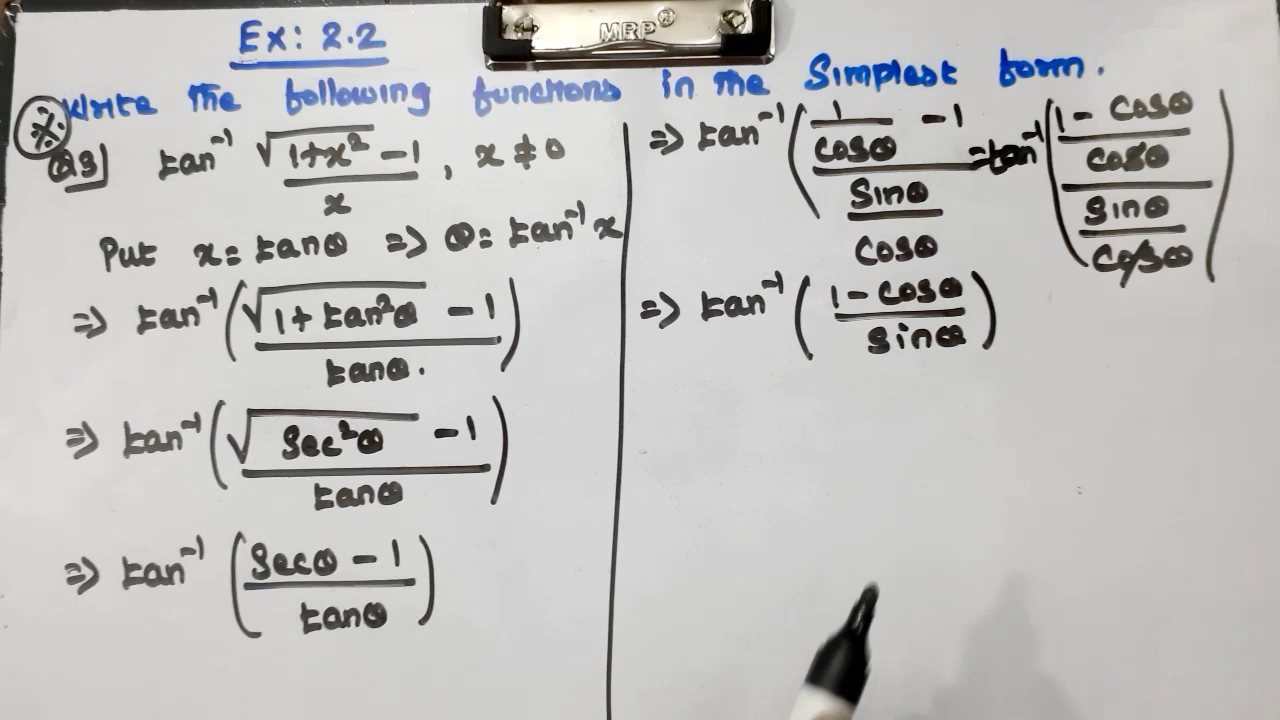 MRP®
Ex: 2.2
Write the following functions in the Simplest form.
Q3] tan⁻¹ (√(1+x²) − 1)/x , x ≠ 0
Put x = tanθ ⇒ θ = tan⁻¹ x
⇒ tan⁻¹ ((√(1 + tan²θ) − 1)/tanθ.)
⇒ tan⁻¹ ((√(Sec²θ) − 1)/tanθ)
⇒ tan⁻¹ ((Secθ − 1)/tanθ)
⇒ tan⁻¹ ((1/cosθ − 1)/(Sinθ/cosθ)) = tan⁻¹ (((1 − cosθ)/cosθ)/(sinθ/cosθ))
⇒ tan⁻¹ ((1 − cosθ)/sinθ)